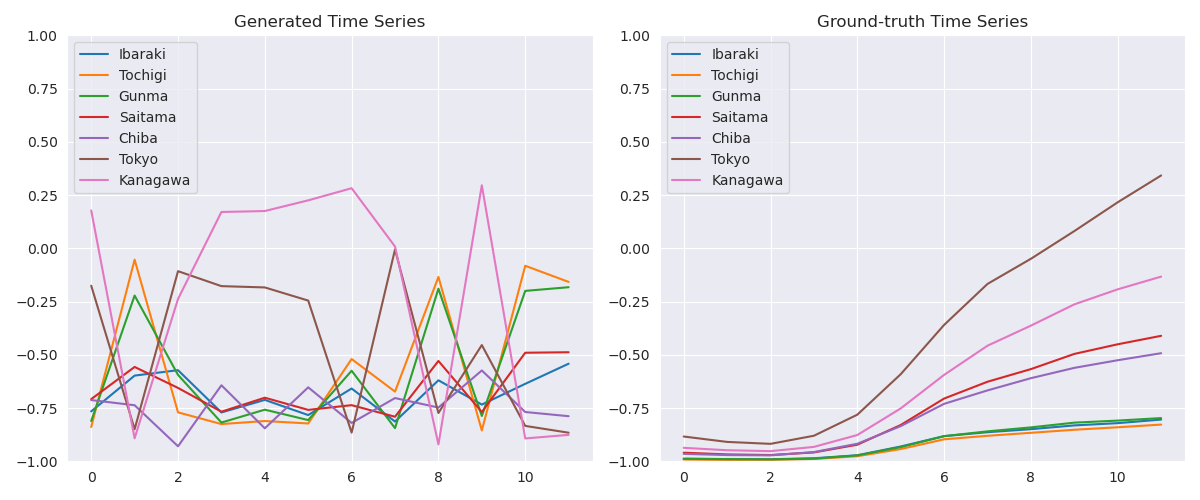 Generated Time Series
1.00
0.75
0.50
0.25
0.00
−0.25
−0.50
−0.75
−1.00
0 2 4 6 8 10
Ibaraki
Tochigi
Gunma
Saitama
Chiba
Tokyo
Kanagawa
Ground-truth Time Series
1.00
0.75
0.50
0.25
0.00
−0.25
−0.50
−0.75
−1.00
0 2 4 6 8 10
Ibaraki
Tochigi
Gunma
Saitama
Chiba
Tokyo
Kanagawa